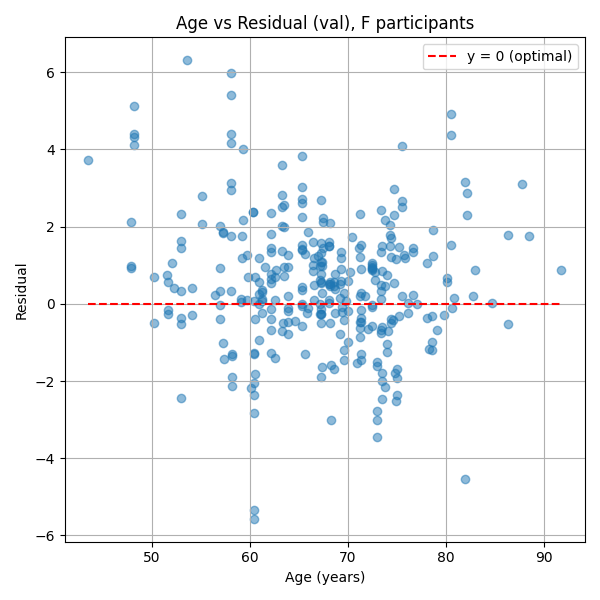 Age vs Residual (val), F participants
y = 0 (optimal)
6
4
2
0
−2
−4
−6
Residual
50 60 70 80 90
Age (years)